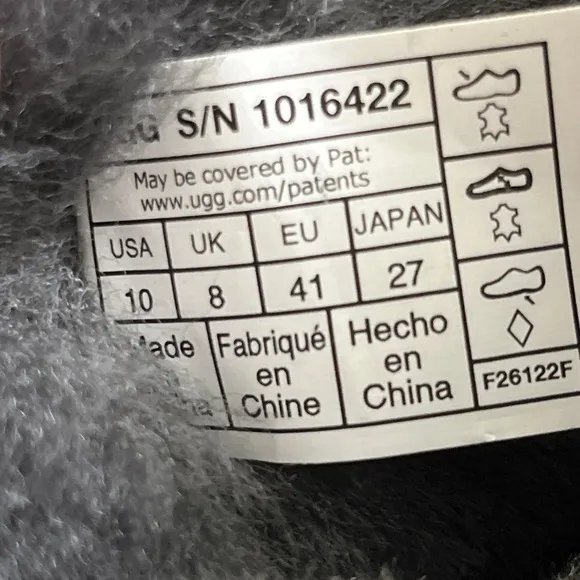 S/N 1016422
May be covered by Pat:
www.ugg.com/patents
USA UK EU JAPAN
10 8 41 27
Fabriqué
en
Chine
Hecho
en
China
F26122F